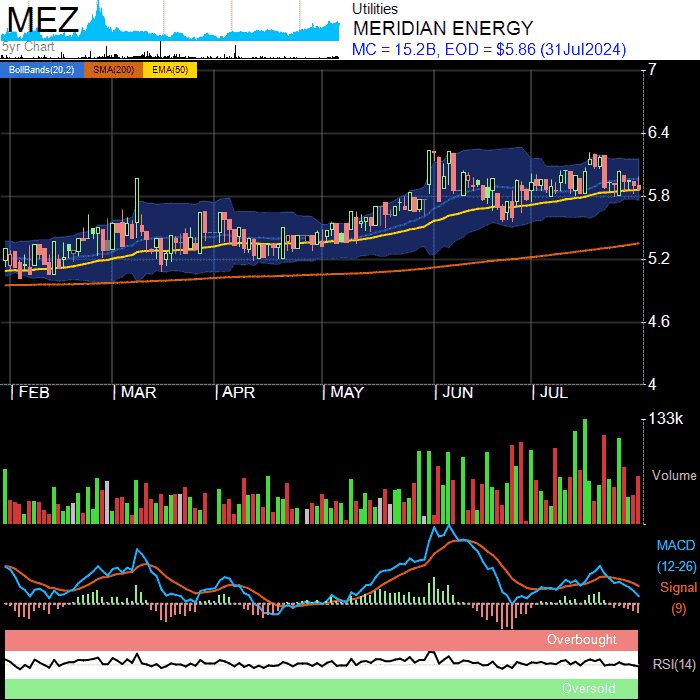 MEZ
5yr Chart
Utilities
MERIDIAN ENERGY
MC = 15.2B, EOD = $5.86 (31Jul2024)
BollBands(20,2) SMA(200) EMA(50)
7
6.4
5.8
5.2
4.6
4
FEB MAR APR MAY JUN JUL
133k
Volume
MACD
(12-26)
Signal
(9)
Overbought
RSI(14)
Oversold